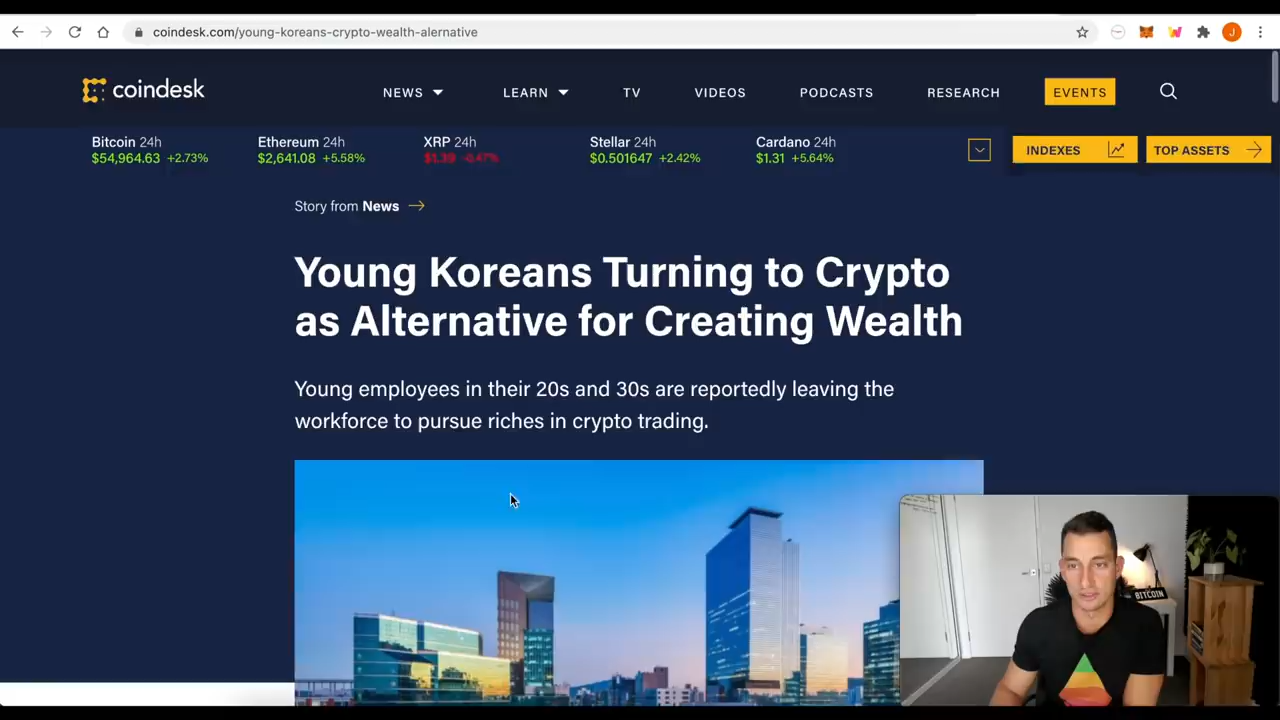 coindesk.com/young-koreans-crypto-wealth-alernative
J
coindesk
NEWS LEARN TV VIDEOS PODCASTS RESEARCH EVENTS
Bitcoin 24h Ethereum 24h XRP 24h Stellar 24h Cardano 24h
$54,964.63 +2.73% $2,641.08 +5.58% $1.39 -0.47% $0.501647 +2.42% $1.31 +5.64%
INDEXES TOP ASSETS
Story from News
Young Koreans Turning to Crypto
as Alternative for Creating Wealth
Young employees in their 20s and 30s are reportedly leaving the
workforce to pursue riches in crypto trading.
BITCOIN